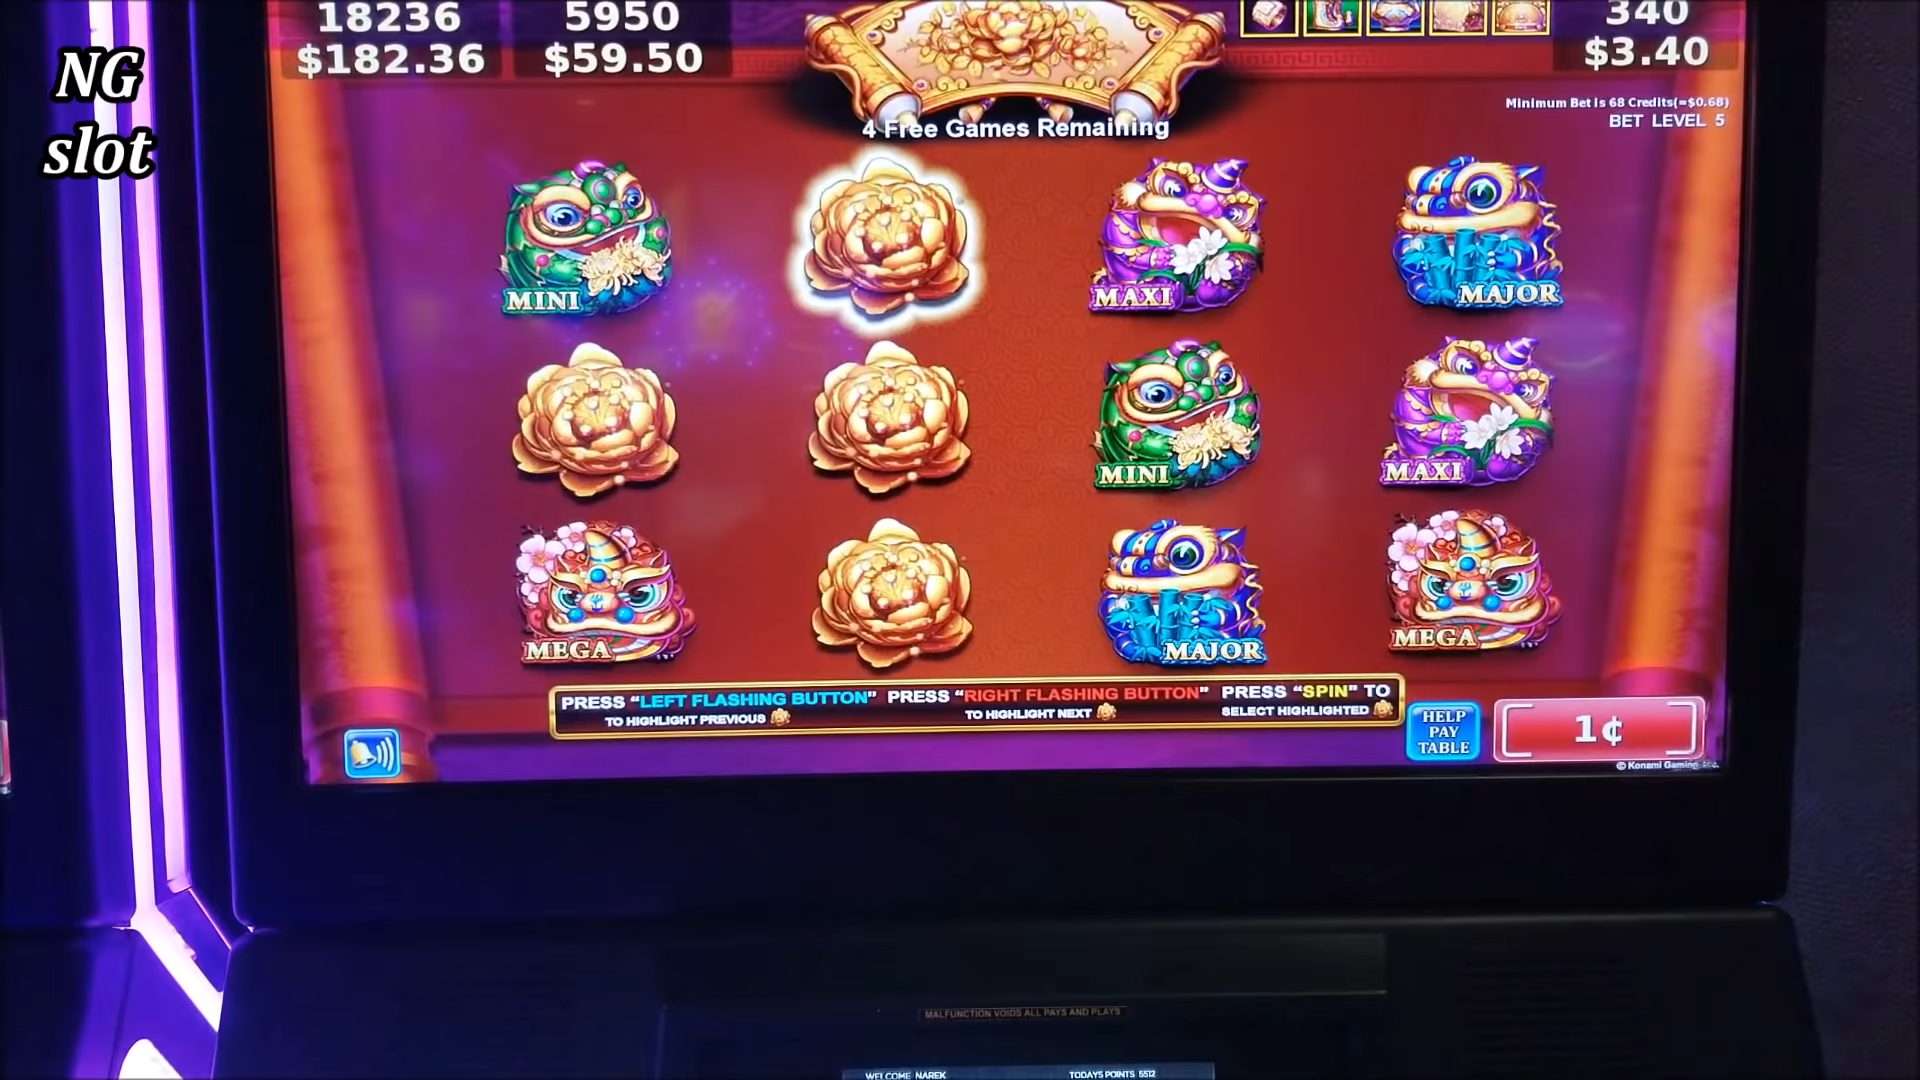 NG
slot
18236
$182.36
5950
$59.50
340
$3.40
Minimum Bet is 68 Credits(=$0.68)
BET LEVEL 5
4 Free Games Remaining
MINI
MAXI
MAJOR
MINI
MAXI
MEGA
MAJOR
MEGA
PRESS “LEFT FLASHING BUTTON”
TO HIGHLIGHT PREVIOUS
PRESS “RIGHT FLASHING BUTTON”
TO HIGHLIGHT NEXT
PRESS “SPIN” TO
SELECT HIGHLIGHTED
HELP
PAY
TABLE
1¢
© Konami Gaming, Inc.
MALFUNCTION VOIDS ALL PAYS AND PLAYS
WELCOME NAREK
TODAYS POINTS 5512